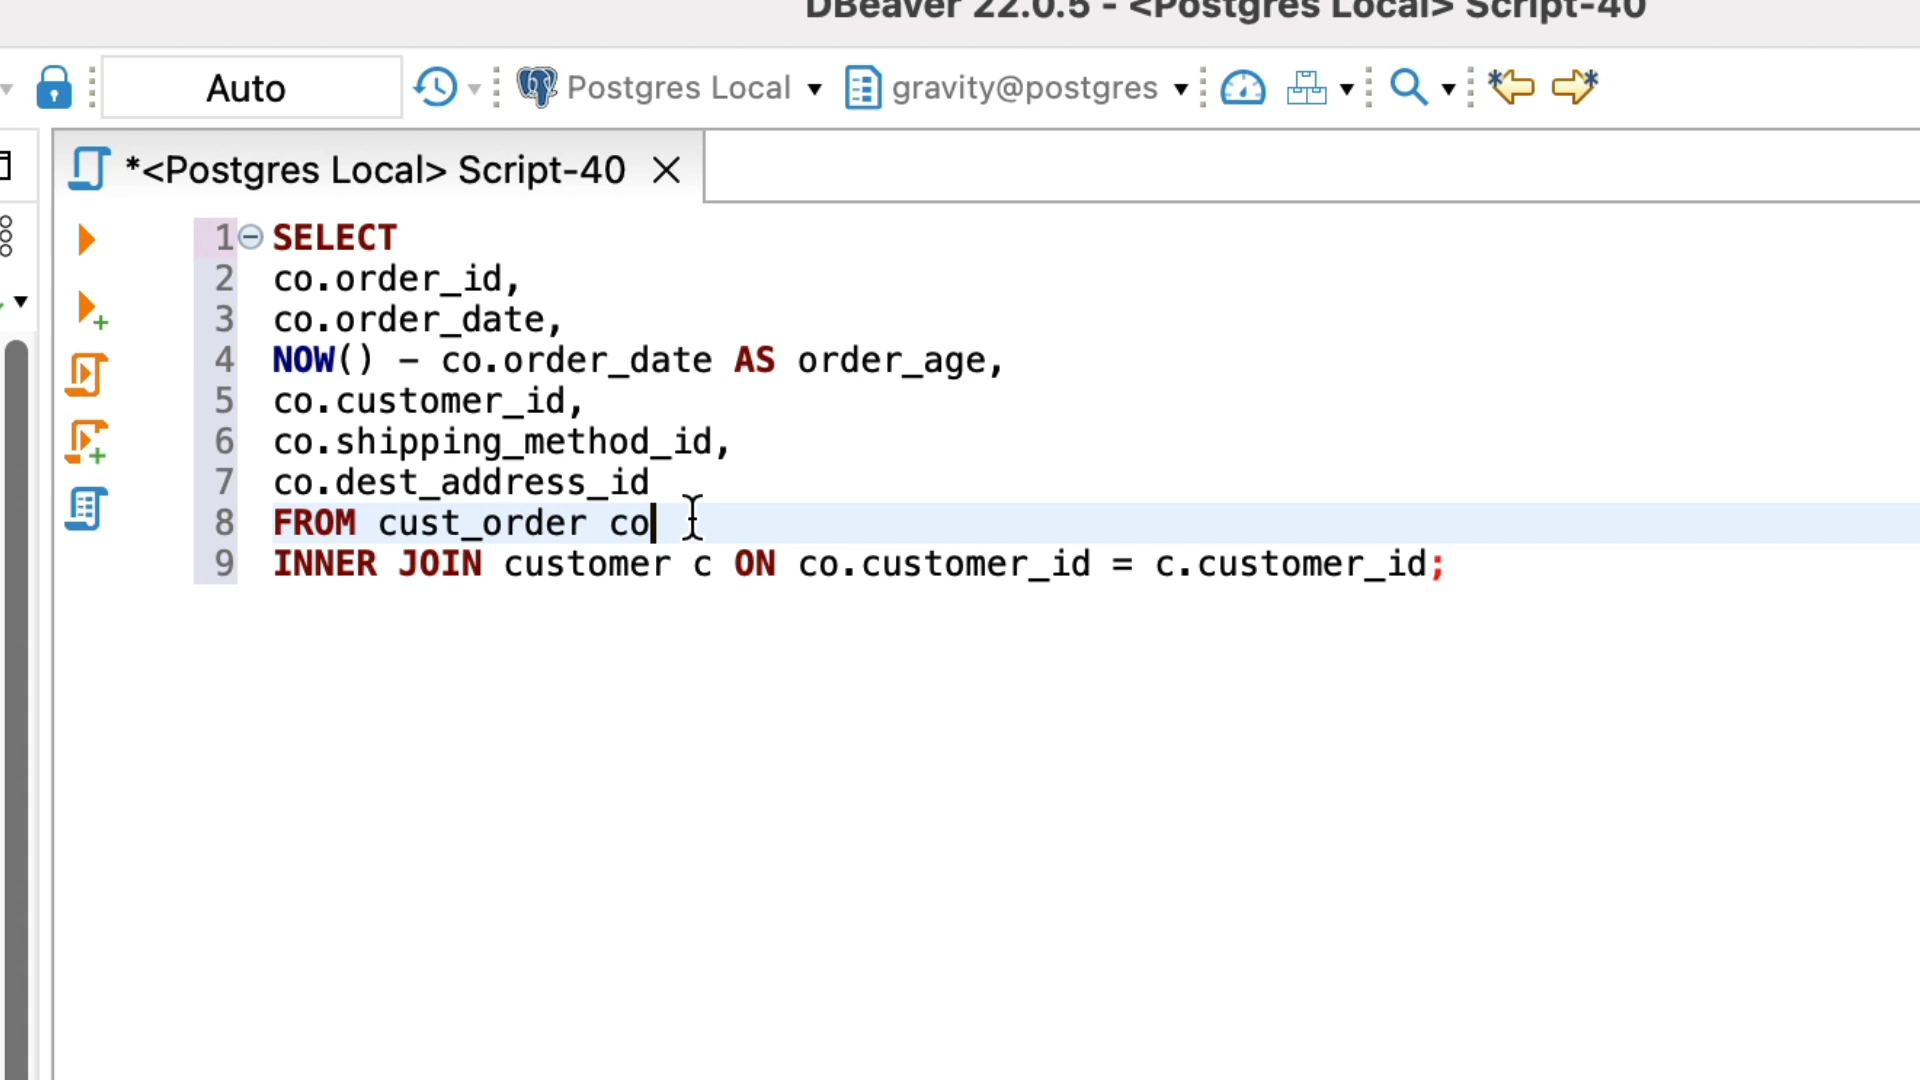 DBeaver 22.0.5 - <Postgres Local> Script-40
Auto
Postgres Local
gravity@postgres
*<Postgres Local> Script-40
1 SELECT
2 co.order_id,
3 co.order_date,
4 NOW() - co.order_date AS order_age,
5 co.customer_id,
6 co.shipping_method_id,
7 co.dest_address_id
8 FROM cust_order co
9 INNER JOIN customer c ON co.customer_id = c.customer_id;